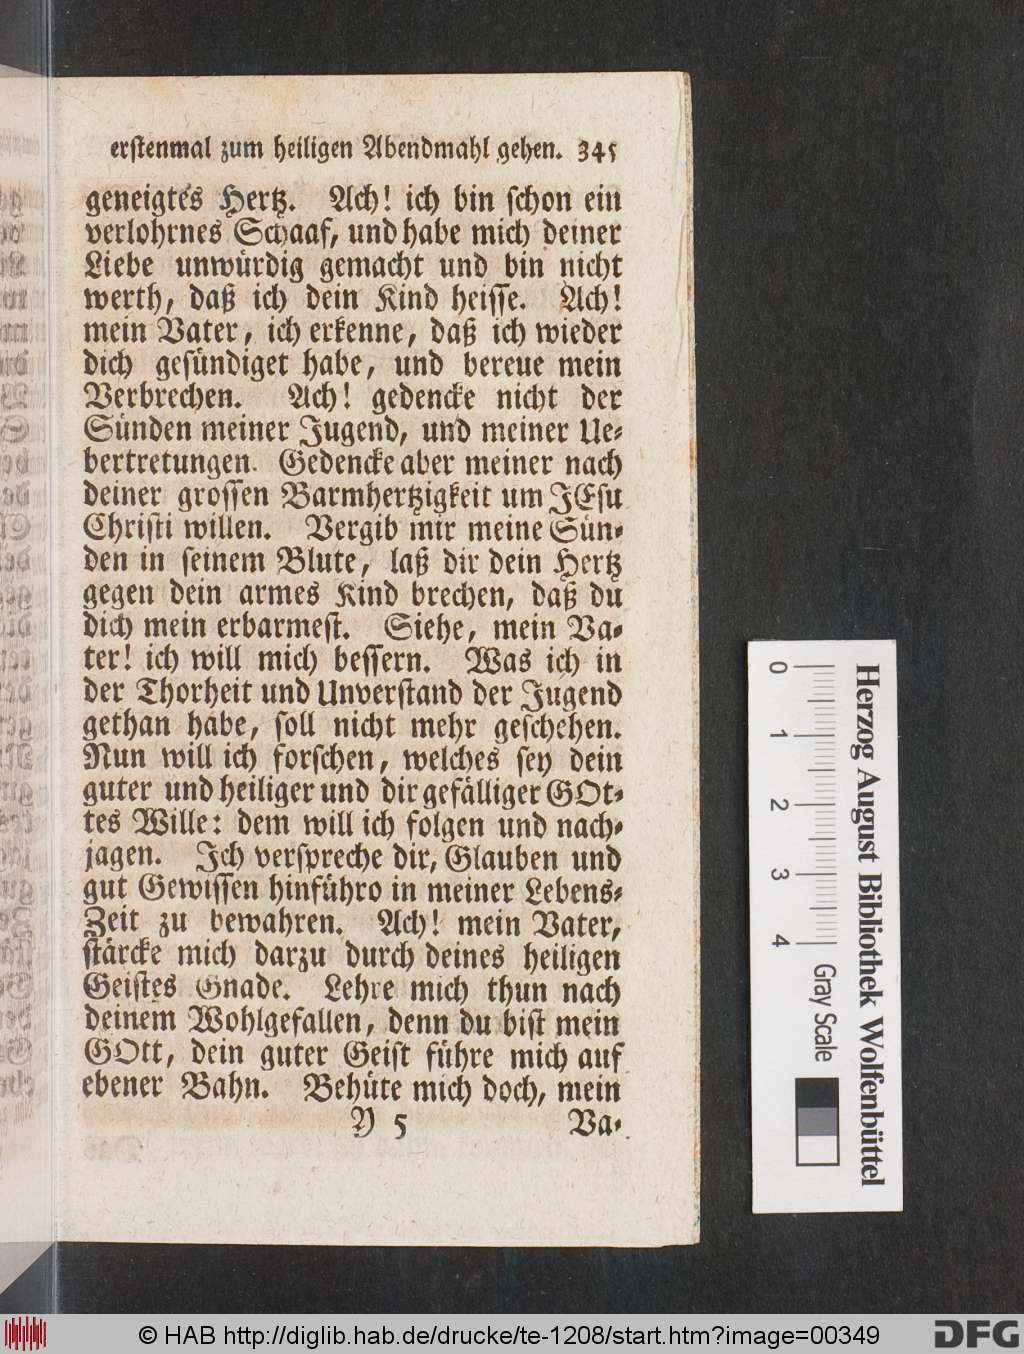 erstenmal zum heiligen Abendmahl gehen. 345
geneigtes Hertz. Ach! ich bin schon ein
verlohrnes Schaaf, und habe mich deiner
Liebe unwürdig gemacht und bin nicht
werth, daß ich dein Kind heisse. Ach!
mein Vater, ich erkenne, daß ich wieder
dich gesündiget habe, und bereue mein
Verbrechen. Ach! gedencke nicht der
Sünden meiner Jugend, und meiner Ue-
bertretungen. Gedencke aber meiner nach
deiner grossen Barmhertzigkeit um JEsu
Christi willen. Vergib mir meine Sün-
den in seinem Blute, laß dir dein Hertz
gegen dein armes Kind brechen, daß du
dich mein erbarmest. Siehe, mein Va-
ter! ich will mich bessern. Was ich in
der Thorheit und Unverstand der Jugend
gethan habe, soll nicht mehr geschehen.
Nun will ich forschen, welches sey dein
guter und heiliger und dir gefälliger GOt-
tes Wille: dem will ich folgen und nach-
jagen. Ich verspreche dir, Glauben und
gut Gewissen hinführo in meiner Lebens-
Zeit zu bewahren. Ach! mein Vater,
stärcke mich darzu durch deines heiligen
Geistes Gnade. Lehre mich thun nach
deinem Wohlgefallen, denn du bist mein
GOtt, dein guter Geist führe mich auf
ebener Bahn. Behüte mich doch, mein
Y 5 Va-
Herzog August Bibliothek Wolfenbüttel
0 1 2 3 4 Gray Scale
© HAB http://diglib.hab.de/drucke/te-1208/start.htm?image=00349
DFG